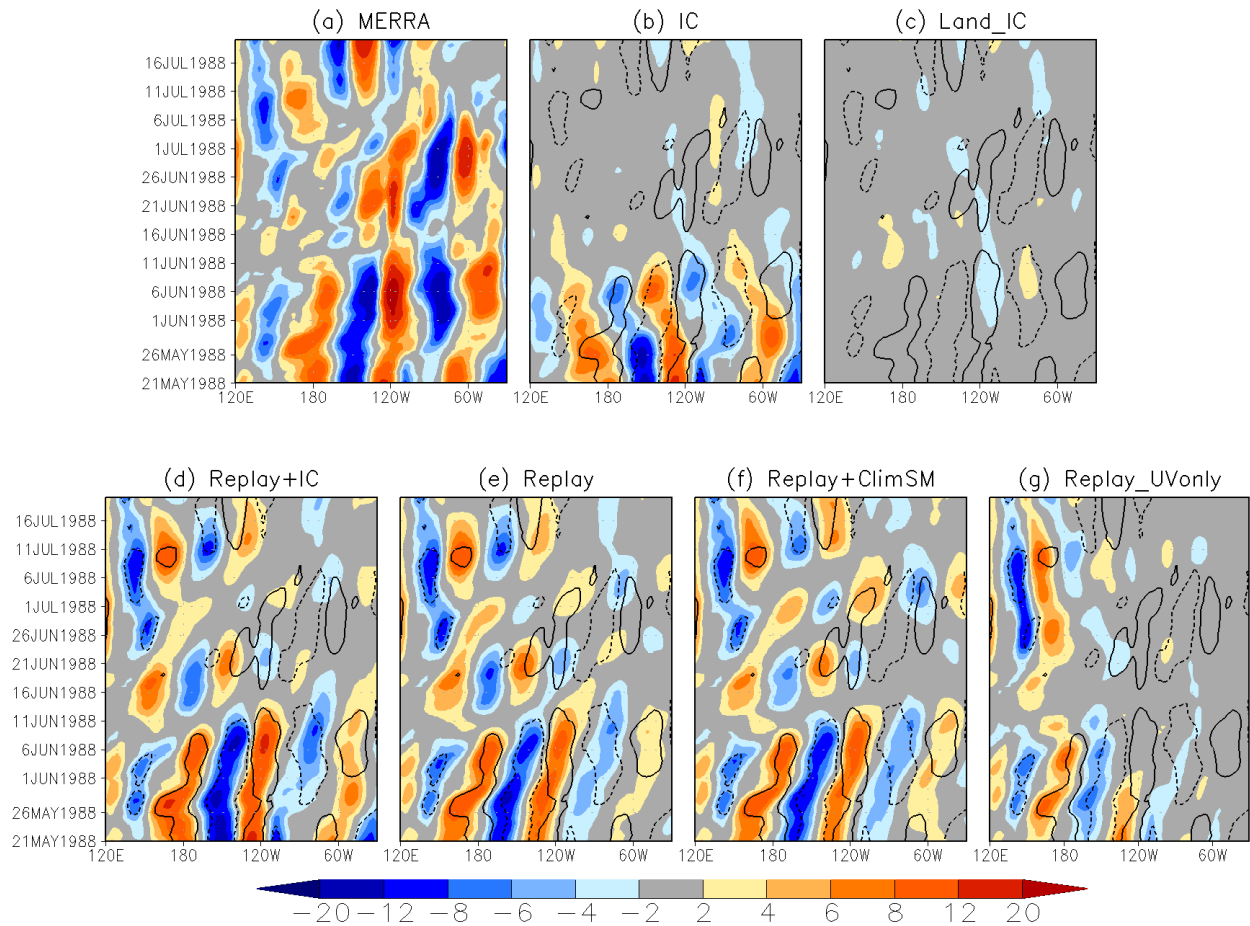 (a) MERRA (b) IC (c) Land_IC
16JUL1988
11JUL1988
6JUL1988
1JUL1988
26JUN1988
21JUN1988
16JUN1988
11JUN1988
6JUN1988
1JUN1988
26MAY1988
21MAY1988
120E 180 120W 60W 120E 180 120W 60W 120E 180 120W 60W
(d) Replay+IC (e) Replay (f) Replay+ClimSM (g) Replay_UVonly
16JUL1988
11JUL1988
6JUL1988
1JUL1988
26JUN1988
21JUN1988
16JUN1988
11JUN1988
6JUN1988
1JUN1988
26MAY1988
21MAY1988
120E 180 120W 60W 120E 180 120W 60W 120E 180 120W 60W 120E 180 120W 60W
−20 −12 −8 −6 −4 −2 2 4 6 8 12 20